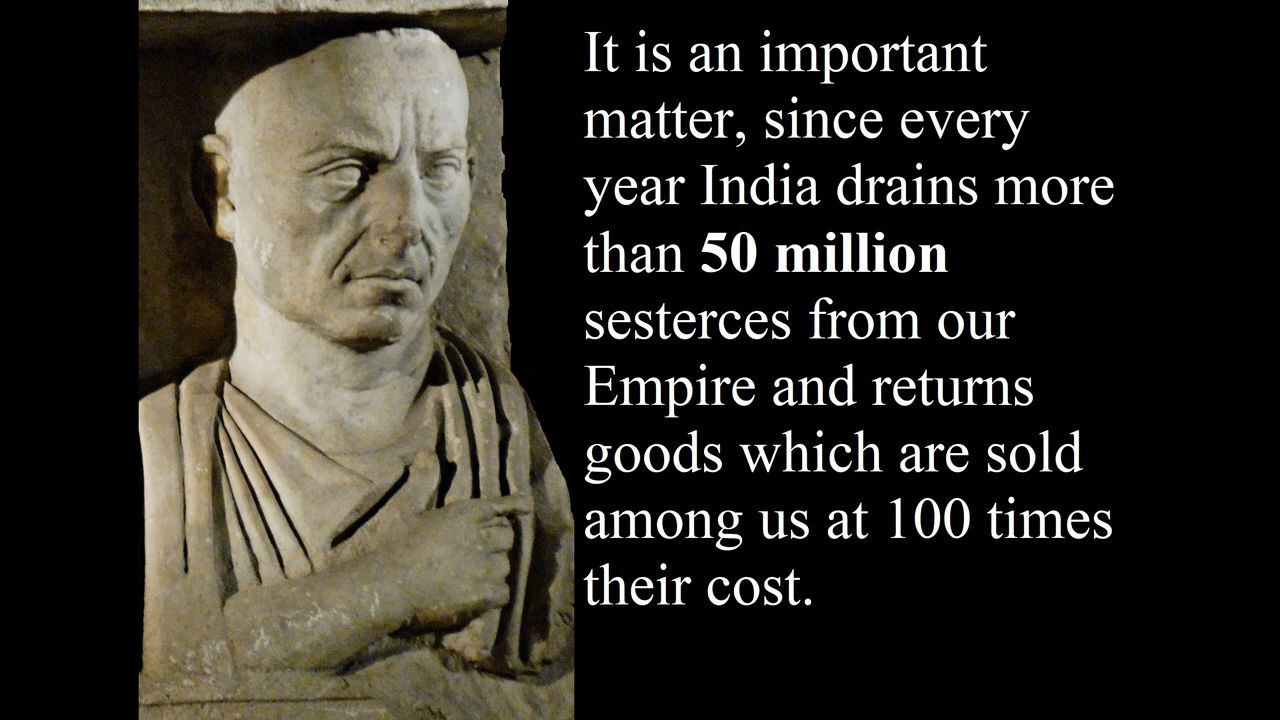 It is an important
matter, since every
year India drains more
than 50 million
sesterces from our
Empire and returns
goods which are sold
among us at 100 times
their cost.